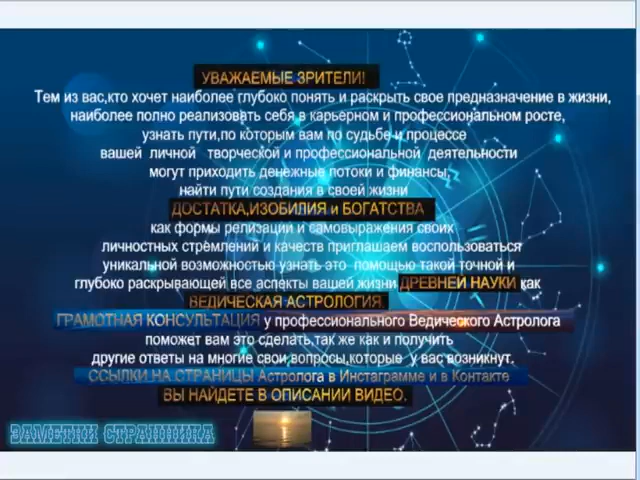 УВАЖАЕМЫЕ ЗРИТЕЛИ!
Тем из вас,кто хочет наиболее глубоко понять и раскрыть свое предназначение в жизни,
наиболее полно реализовать себя в карьерном и профессиональном росте,
узнать пути,по которым вам по судьбе и процессе
вашей личной творческой и профессиональной деятельности
могут приходить денежные потоки и финансы,
найти пути создания в своей жизни
ДОСТАТКА,ИЗОБИЛИЯ и БОГАТСТВА
как формы релизации и самовыражения своих
личностных стремлении и качеств приглашаем воспользоваться
уникальной возможностью узнать это помощью такой точной и
глубоко раскрывающей все аспекты вашей жизни ДРЕВНЕЙ НАУКИ как
ВЕДИЧЕСКАЯ АСТРОЛОГИЯ
ГРАМОТНАЯ КОНСУЛЬТАЦИЯ у профессионального Ведического Астролога
поможет вам это сделать,так же как и получить
другие ответы на многие свои,вопросы,которые у вас возникнут.
ССЫЛКИ НА СТРАНИЦЫ Астролога в Инстаграмме и в Контакте
ВЫ НАЙДЕТЕ В ОПИСАНИИ ВИДЕО.
ЗАМЕТКИ СТРАННИКА